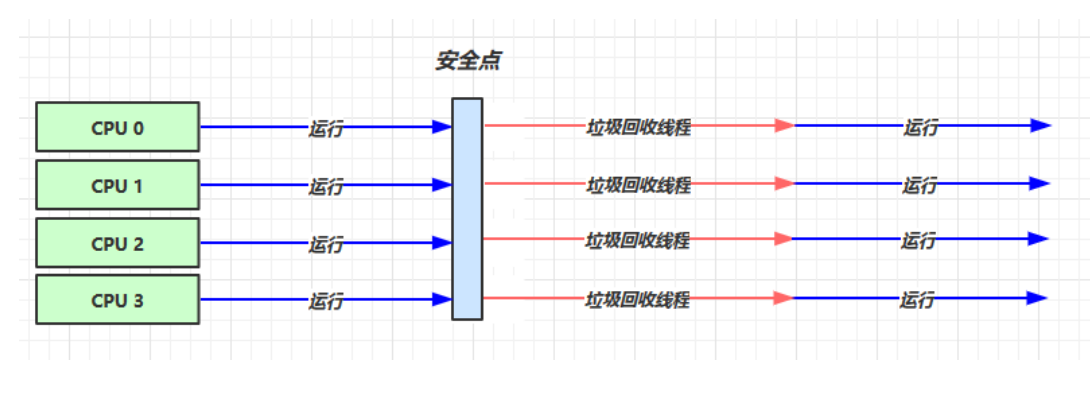 安全点
CPU 0 运行 垃圾回收线程 运行
CPU 1 运行 垃圾回收线程 运行
CPU 2 运行 垃圾回收线程 运行
CPU 3 运行 垃圾回收线程 运行